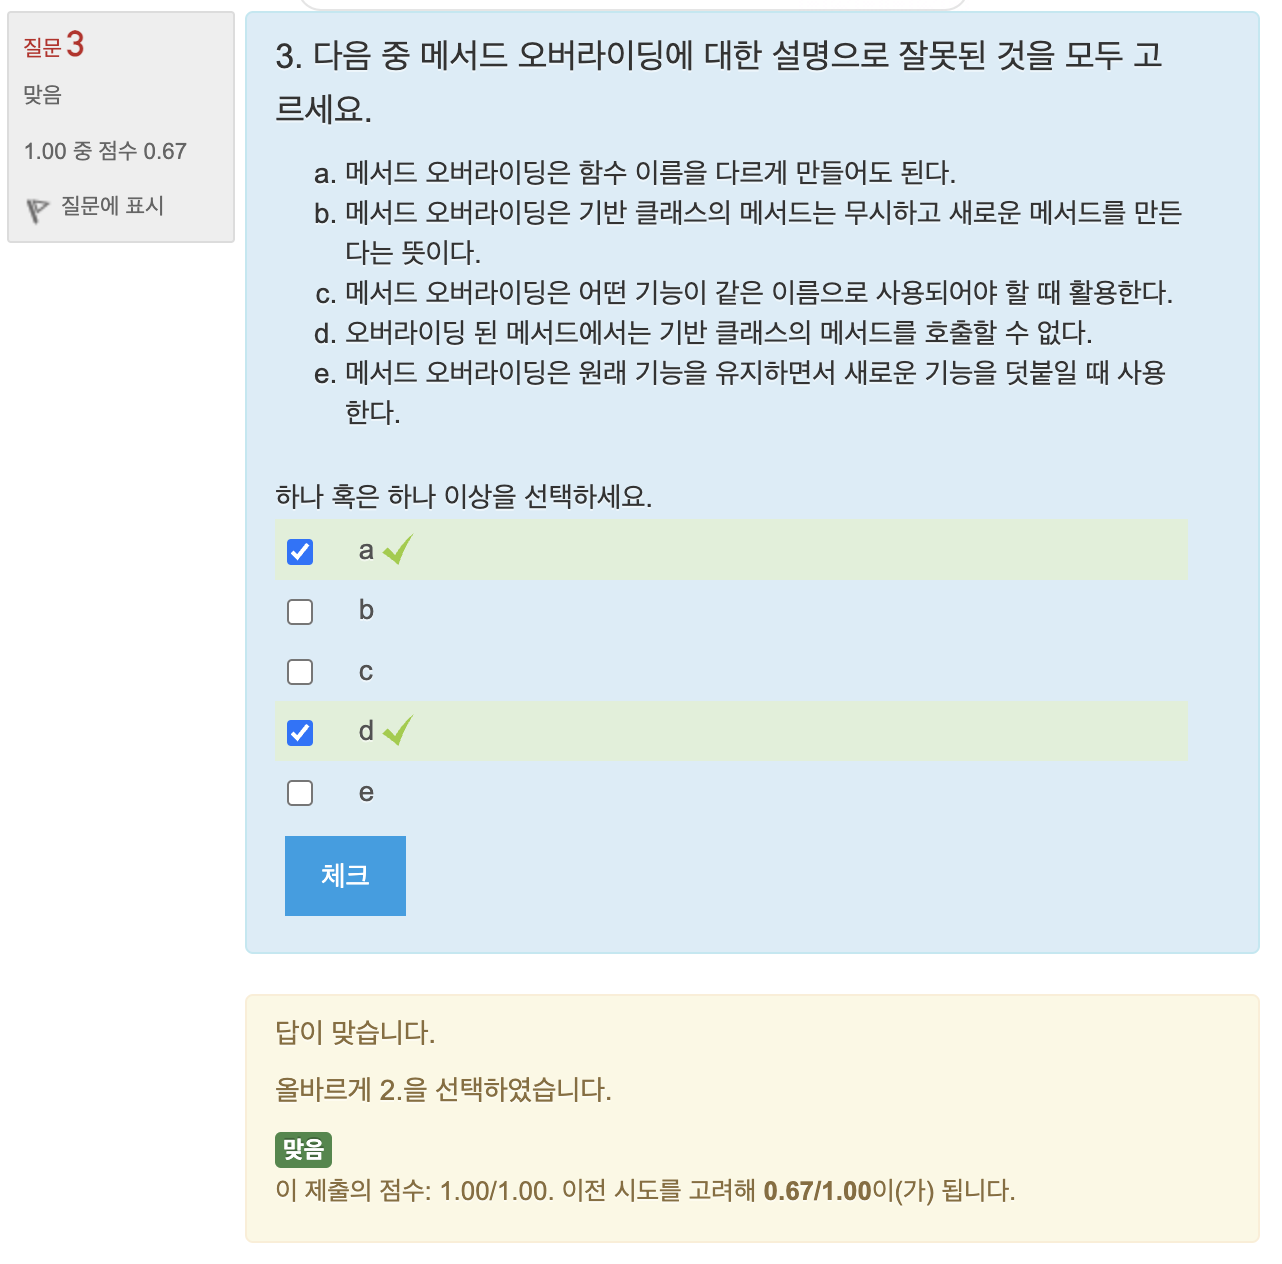 질문 3
맞음
1.00 중 점수 0.67
질문에 표시
3. 다음 중 메서드 오버라이딩에 대한 설명으로 잘못된 것을 모두 고
르세요.
a. 메서드 오버라이딩은 함수 이름을 다르게 만들어도 된다.
b. 메서드 오버라이딩은 기반 클래스의 메서드는 무시하고 새로운 메서드를 만든
다는 뜻이다.
c. 메서드 오버라이딩은 어떤 기능이 같은 이름으로 사용되어야 할 때 활용한다.
d. 오버라이딩 된 메서드에서는 기반 클래스의 메서드를 호출할 수 없다.
e. 메서드 오버라이딩은 원래 기능을 유지하면서 새로운 기능을 덧붙일 때 사용
한다.
하나 혹은 하나 이상을 선택하세요.
a
b
c
d
e
체크
답이 맞습니다.
올바르게 2.을 선택하였습니다.
맞음
이 제출의 점수: 1.00/1.00. 이전 시도를 고려해 0.67/1.00이(가) 됩니다.